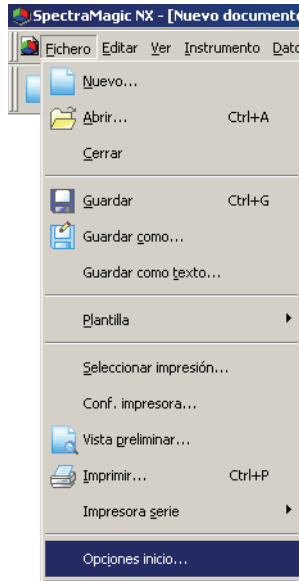 SpectraMagic NX - [Nuevo documento
Fichero Editar Ver Instrumento Dato
Nuevo...
Abrir... Ctrl+A
Cerrar
Guardar Ctrl+G
Guardar como...
Guardar como texto...
Plantilla
Seleccionar impresión...
Conf. impresora...
Vista preliminar...
Imprimir... Ctrl+P
Impresora serie
Opciones inicio...